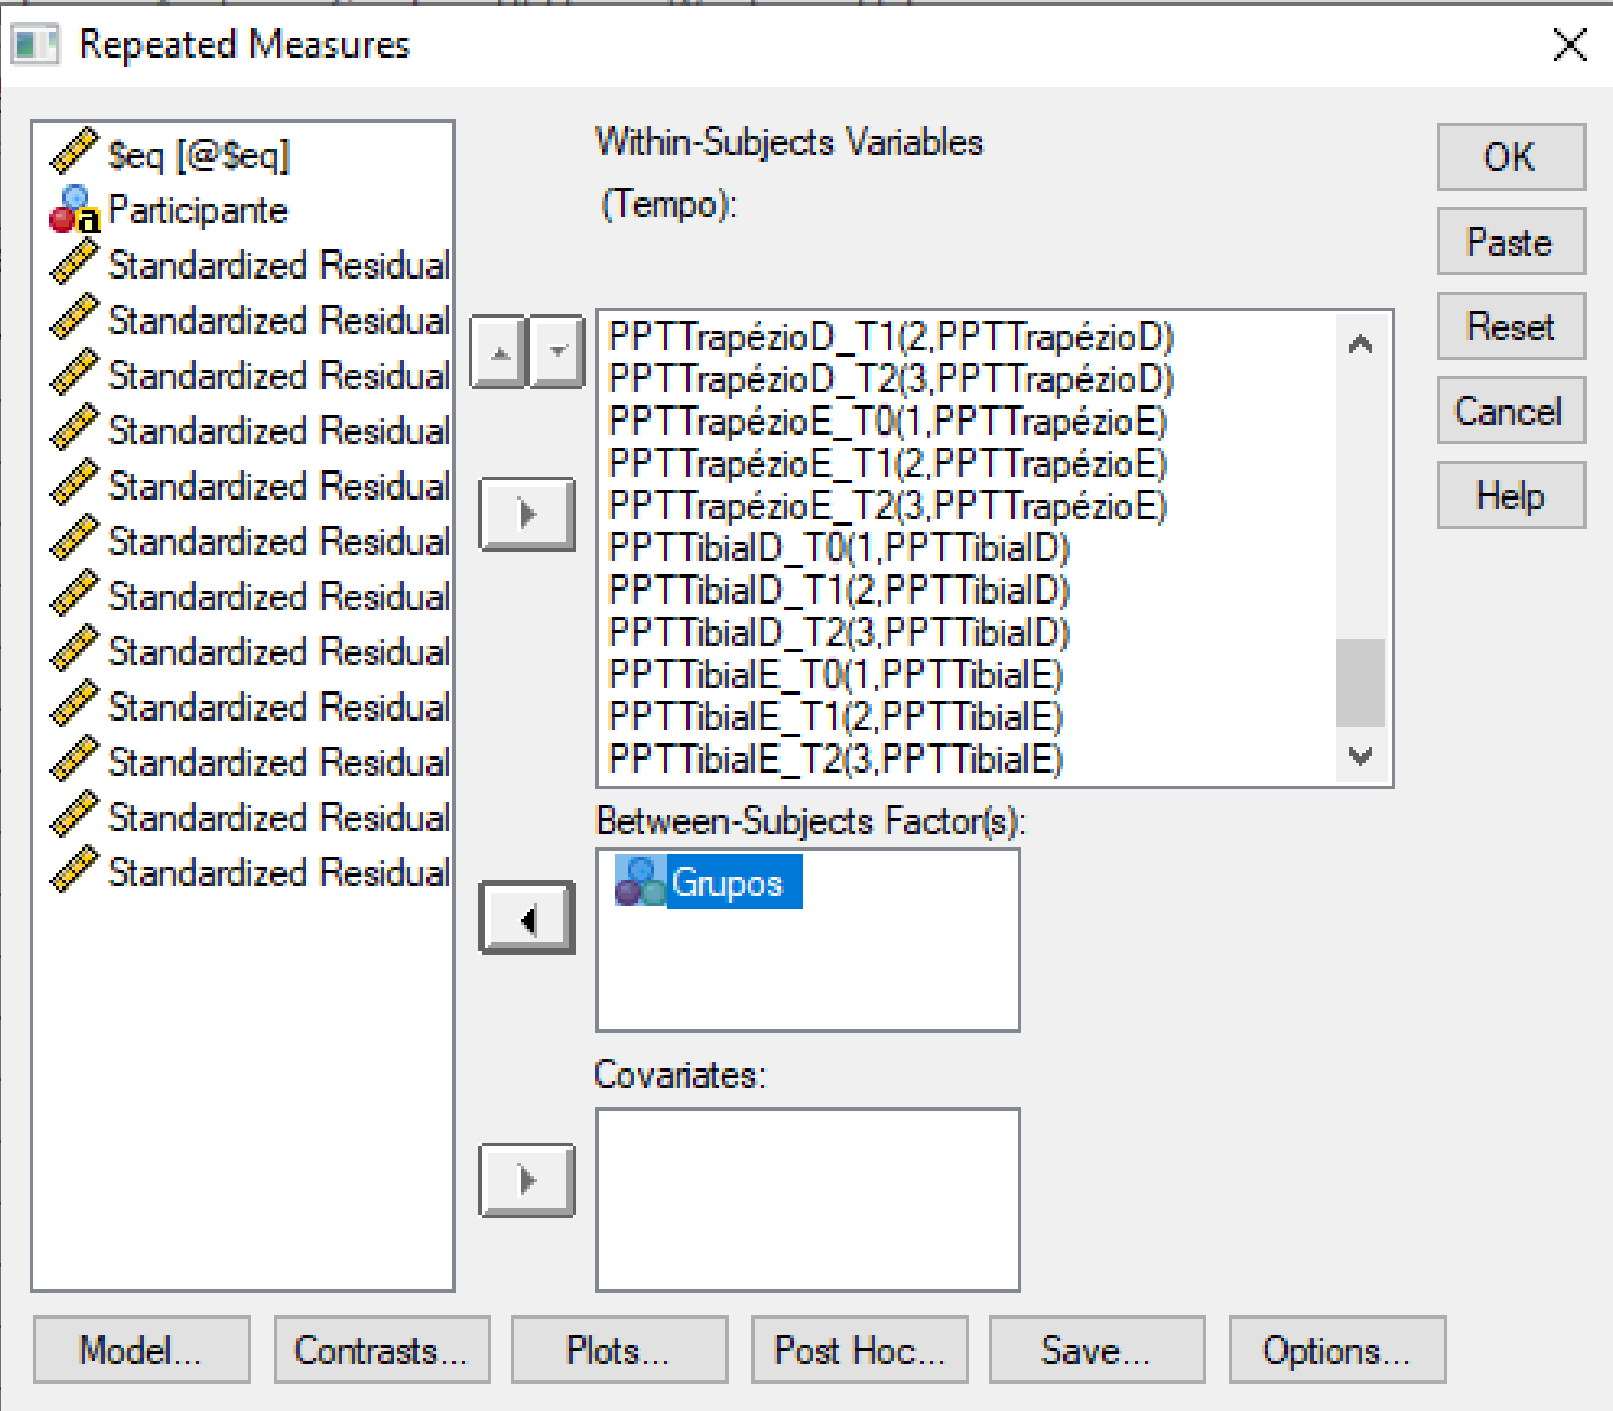 Repeated Measures
$eq [@$eq]
Participante
Standardized Residual
Standardized Residual
Standardized Residual
Standardized Residual
Standardized Residual
Standardized Residual
Standardized Residual
Standardized Residual
Standardized Residual
Standardized Residual
Standardized Residual
Standardized Residual
Within-Subjects Variables
(Tempo):
PPTTrapézioD_T1(2,PPTTrapézioD)
PPTTrapézioD_T2(3,PPTTrapézioD)
PPTTrapézioE_T0(1,PPTTrapézioE)
PPTTrapézioE_T1(2,PPTTrapézioE)
PPTTrapézioE_T2(3,PPTTrapézioE)
PPTTibialD_T0(1,PPTTibialD)
PPTTibialD_T1(2,PPTTibialD)
PPTTibialD_T2(3,PPTTibialD)
PPTTibialE_T0(1,PPTTibialE)
PPTTibialE_T1(2,PPTTibialE)
PPTTibialE_T2(3,PPTTibialE)
Between-Subjects Factor(s):
Grupos
Covariates:
OK
Paste
Reset
Cancel
Help
Model...
Contrasts...
Plots...
Post Hoc...
Save...
Options...